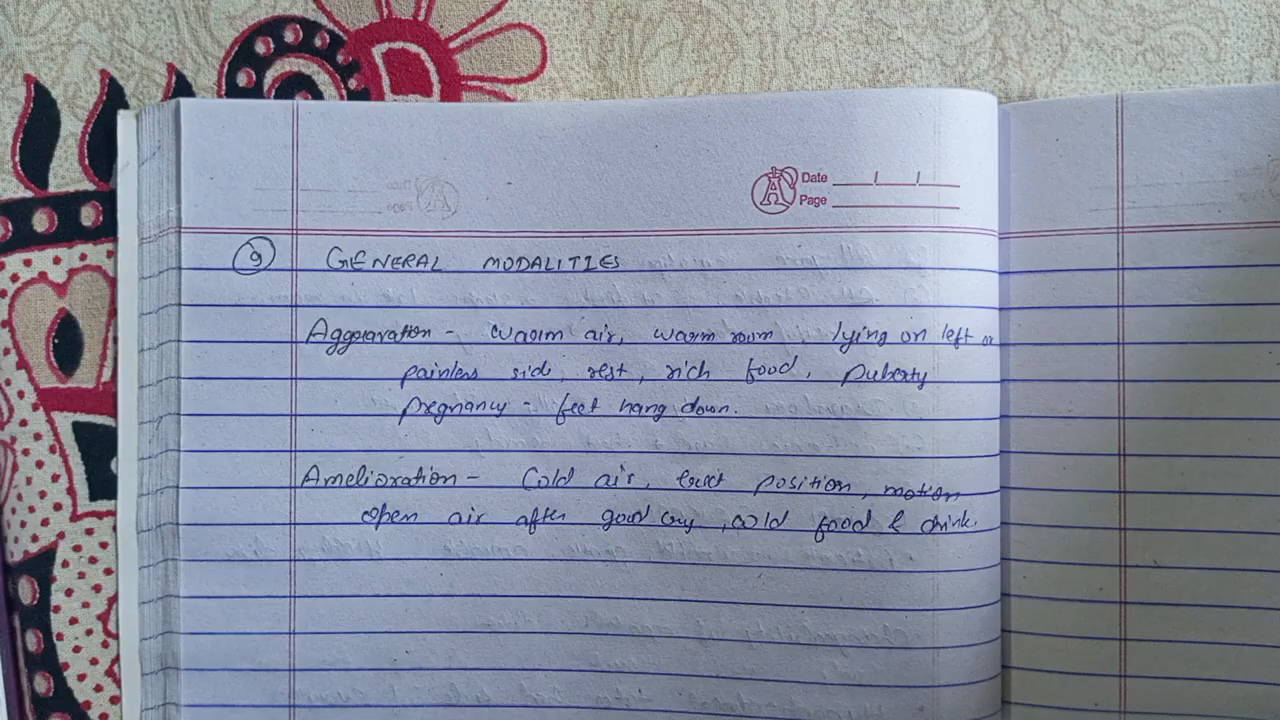 Date / /
Page
9 GENERAL MODALITIES
Aggravation - warm air, warm room, lying on left or
painless side, rest, rich food, puberty
pregnancy - feet hang down.
Amelioration - Cold air, Erect position, motion
open air after good cry, cold food & drink.